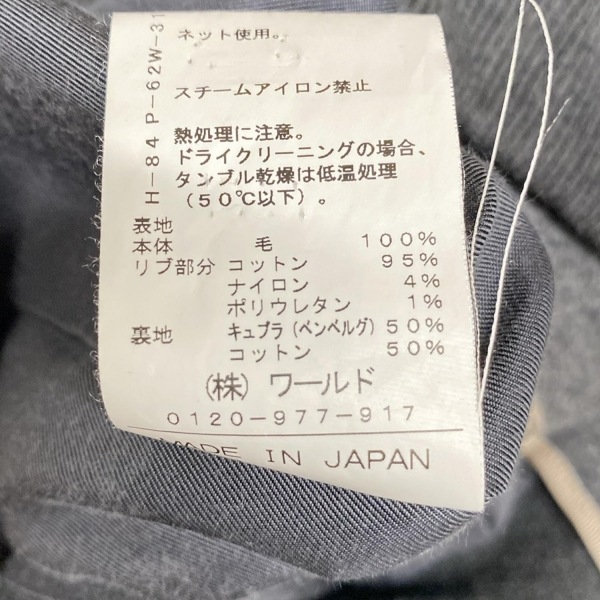 ネット使用。
スチームアイロン禁止
熱処理に注意。
ドライクリーニングの場合、
タンブル乾燥は低温処理
（50℃以下）。
表地
本体 毛 100%
リブ部分 コットン 95%
ナイロン 4%
ポリウレタン 1%
裏地 キュプラ(ベンベルグ) 50%
コットン 50%
(株) ワールド
0120-977-917
MADE IN JAPAN
H-84 P-62W-31